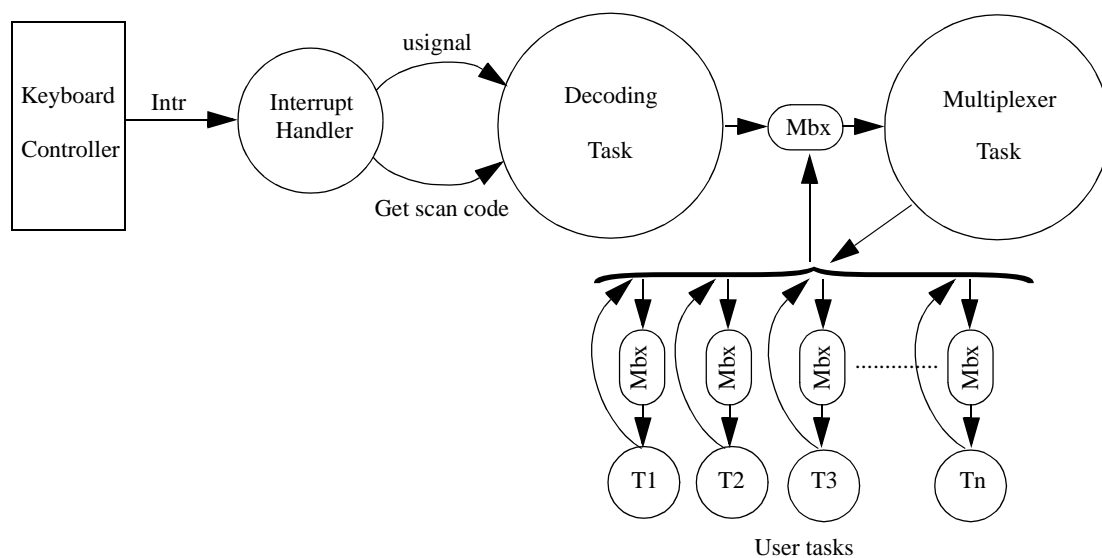 Keyboard
Controller
Intr
Interrupt
Handler
usignal
Get scan code
Decoding
Task
Mbx
Multiplexer
Task
Mbx
Mbx
Mbx
Mbx
T1
T2
T3
Tn
User tasks